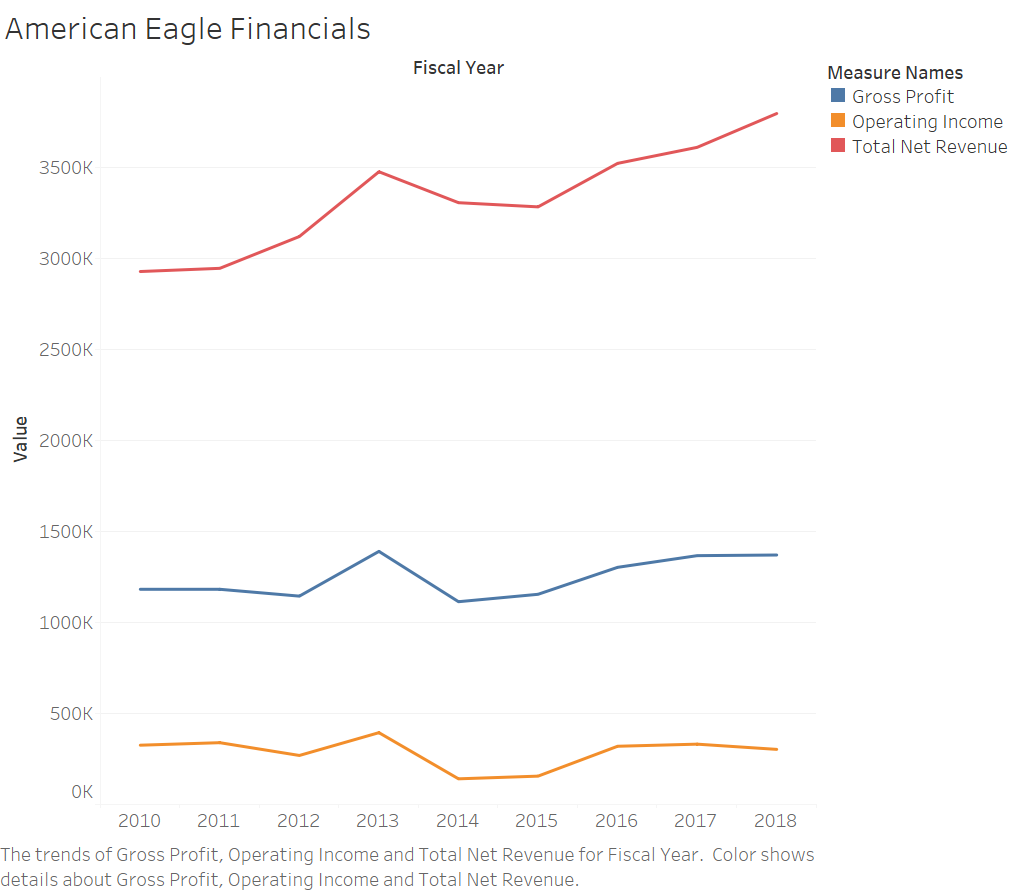 American Eagle Financials
Fiscal Year
Measure Names
Gross Profit
Operating Income
Total Net Revenue
Value
3500K
3000K
2500K
2000K
1500K
1000K
500K
0K
2010 2011 2012 2013 2014 2015 2016 2017 2018
The trends of Gross Profit, Operating Income and Total Net Revenue for Fiscal Year.  Color shows
details about Gross Profit, Operating Income and Total Net Revenue.